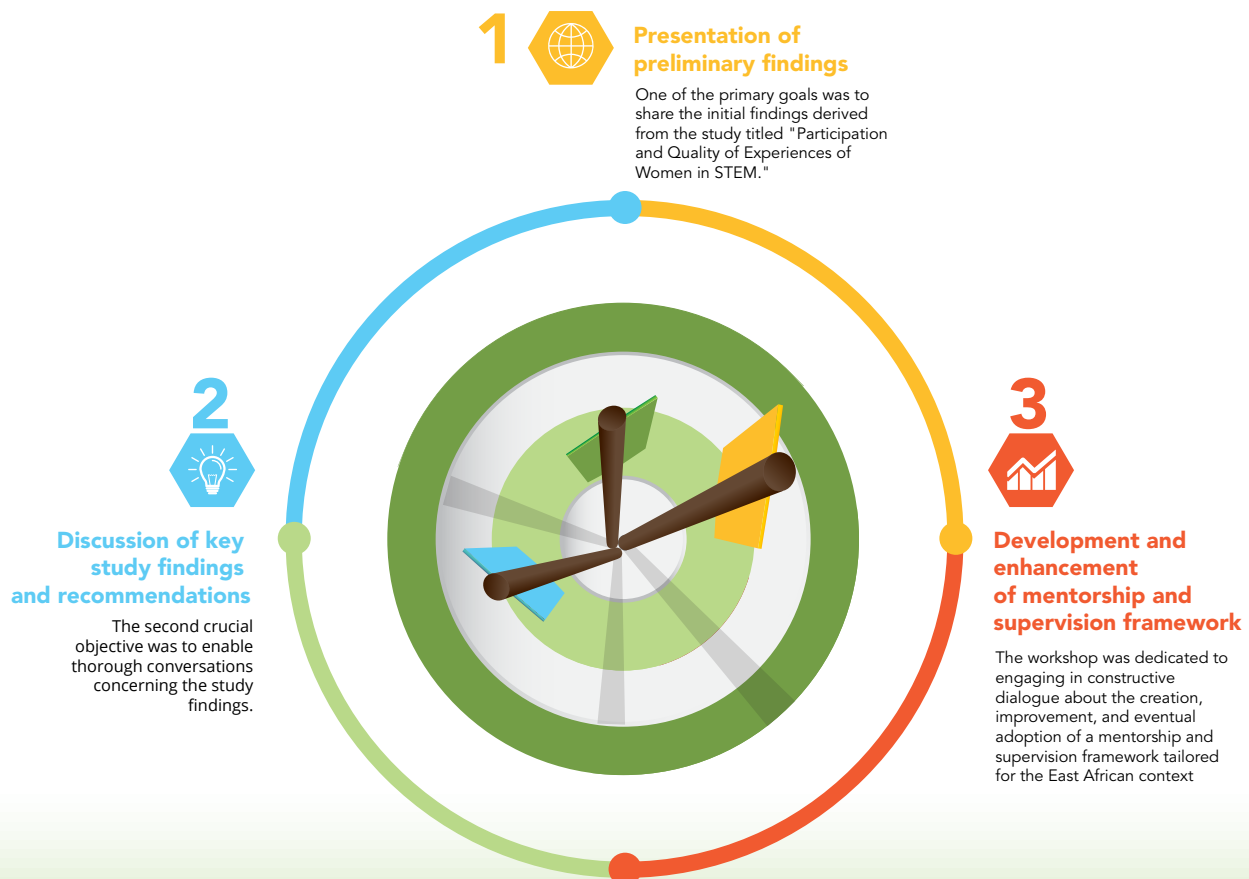 1
Presentation of
preliminary findings
One of the primary goals was to
share the initial findings derived
from the study titled "Participation
and Quality of Experiences of
Women in STEM."
2
Discussion of key
study findings
and recommendations
The second crucial
objective was to enable
thorough conversations
concerning the study
findings.
3
Development and
enhancement
of mentorship and
supervision framework
The workshop was dedicated to
engaging in constructive
dialogue about the creation,
improvement, and eventual
adoption of a mentorship and
supervision framework tailored
for the East African context